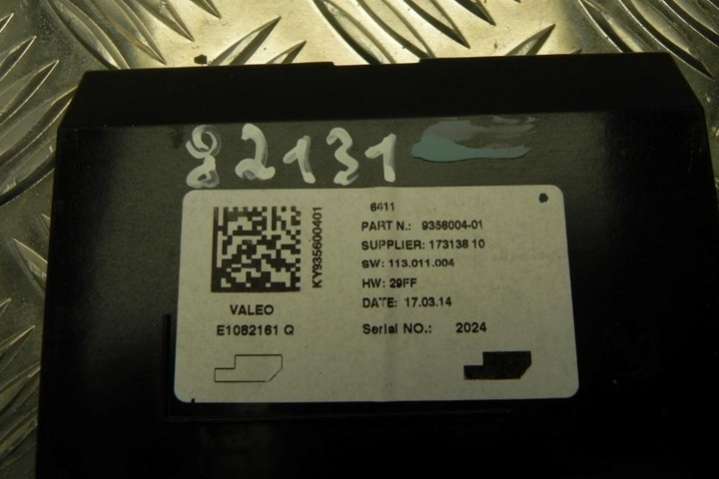 82131
6411
PART N.: 9356004-01
SUPPLIER: 173138 10
SW: 113.011.004
HW: 29FF
DATE: 17.03.14
Serial NO.: 2024
KY935600401
VALEO
E1082161 Q